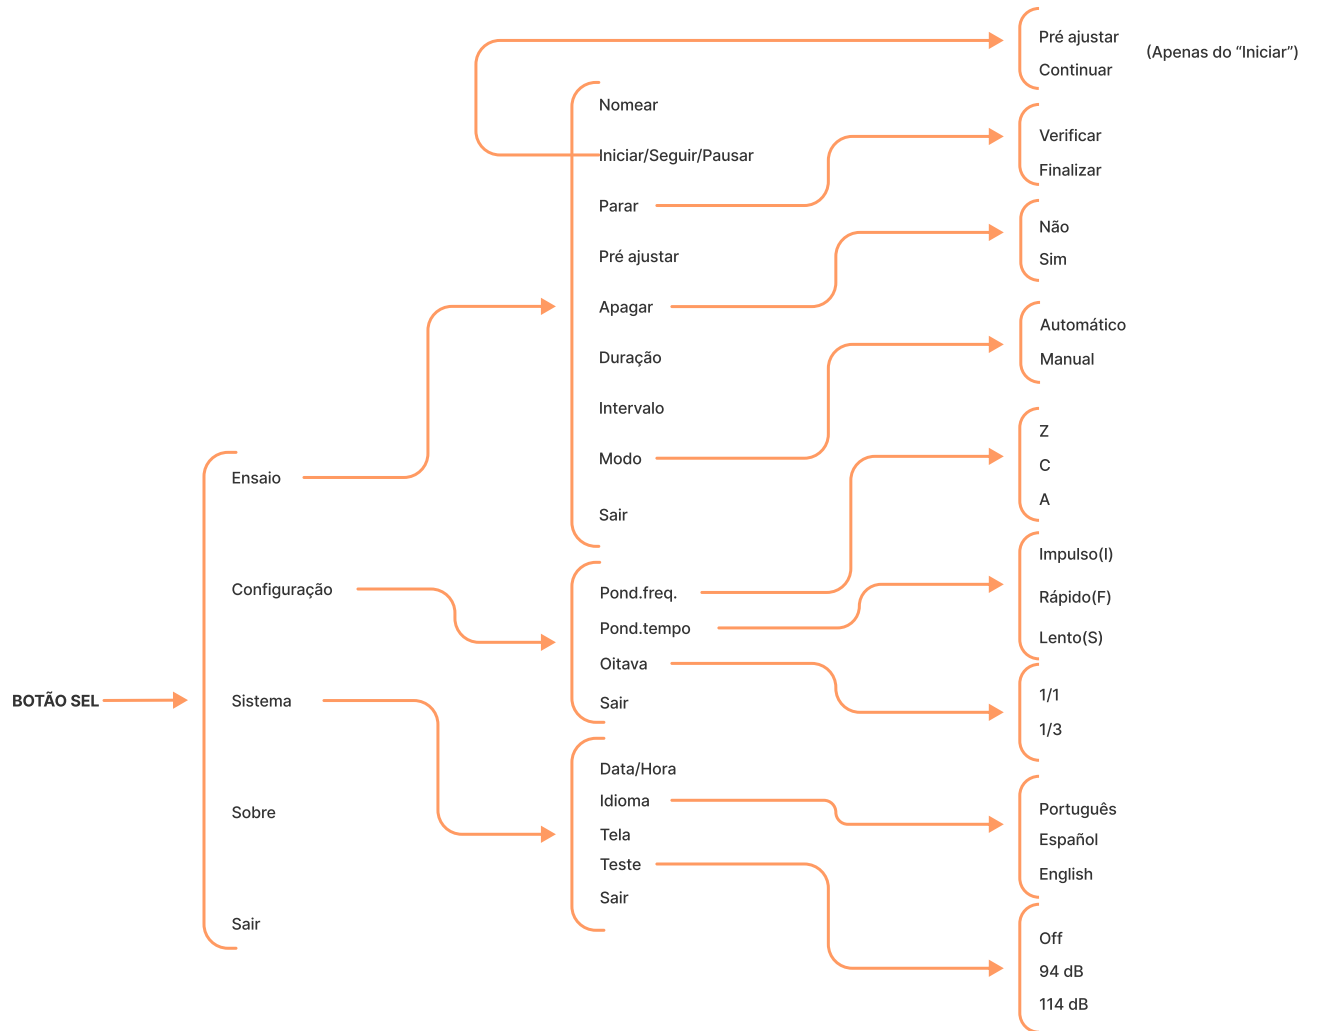 BOTÃO SEL
Ensaio
Configuração
Sistema
Sobre
Sair
Nomear
Iniciar/Seguir/Pausar
Parar
Pré ajustar
Apagar
Duração
Intervalo
Modo
Sair
Pond.freq.
Pond.tempo
Oitava
Sair
Data/Hora
Idioma
Tela
Teste
Sair
Pré ajustar
Continuar
(Apenas do “Iniciar”)
Verificar
Finalizar
Não
Sim
Automático
Manual
Z
C
A
Impulso(I)
Rápido(F)
Lento(S)
1/1
1/3
Português
Español
English
Off
94 dB
114 dB